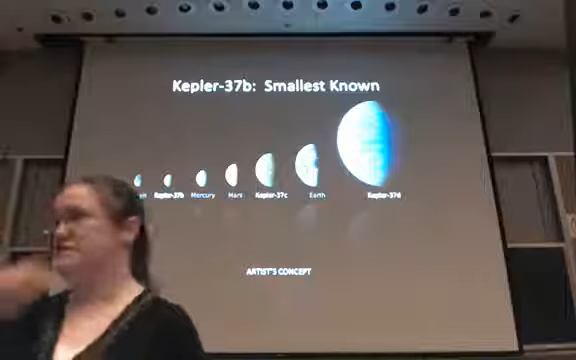 Kepler-37b: Smallest Known
Kepler-37b Mercury Mars Kepler-37c Earth Kepler-37d
ARTIST'S CONCEPT